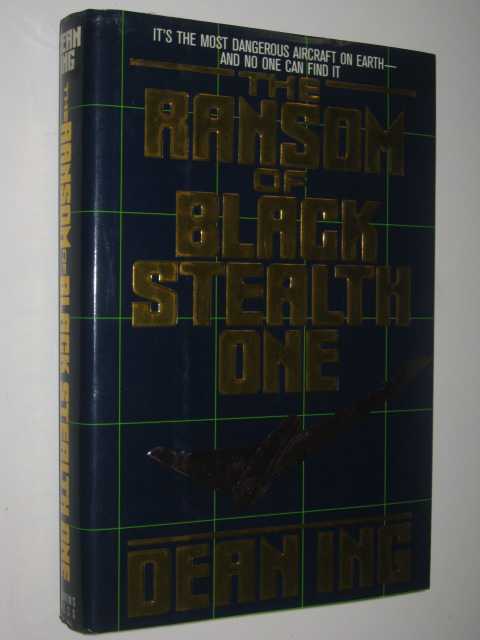 IT'S THE MOST DANGEROUS AIRCRAFT ON EARTH—
AND NO ONE CAN FIND IT
THE
RANSOM
OF
BLACK
STEALTH
ONE
DEAN ING
DEAN
ING
THE RANSOM OF BLACK STEALTH ONE